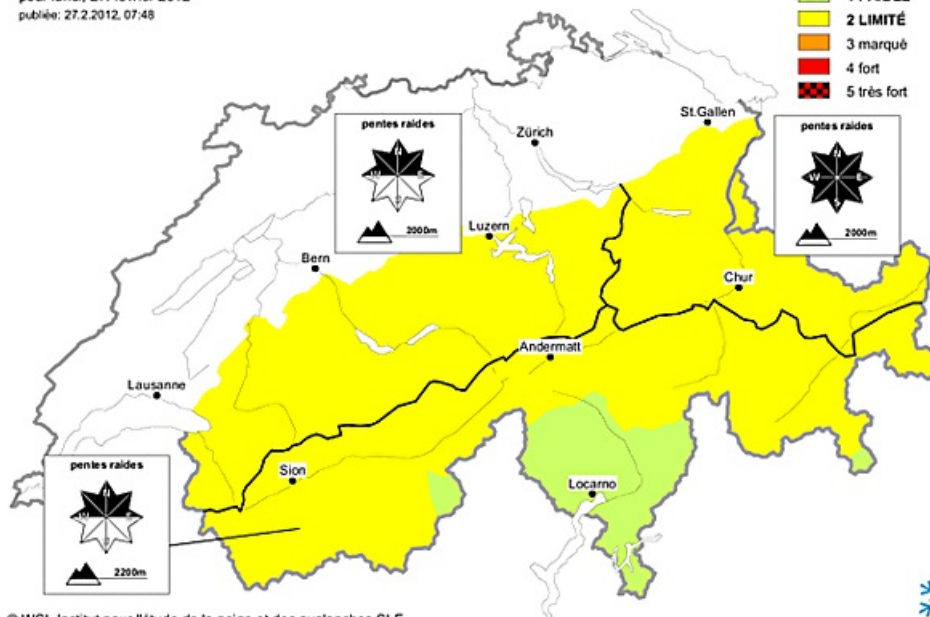 publiée: 27.2.2012, 07:48
2 LIMITÉ
3 marqué
4 fort
5 très fort
pentes raides
N
W E
S
2000m
Zürich
St.Gallen
pentes raides
N
W E
S
2000m
Luzern
Bern
Chur
Andermatt
Lausanne
Sion
Locarno
pentes raides
N
W E
S
2200m